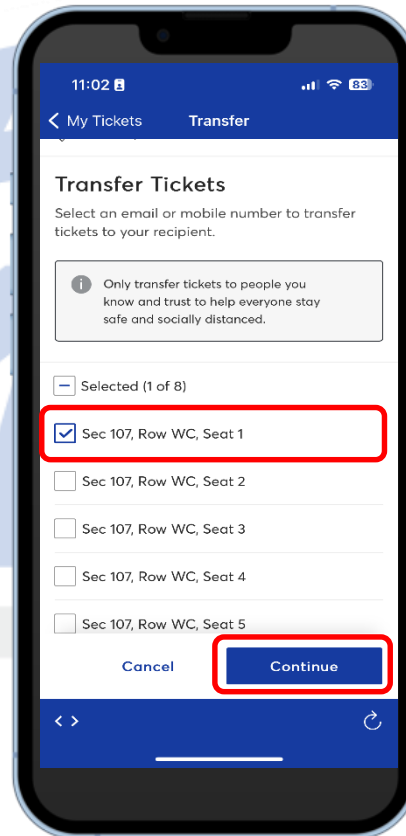 11:02
83
My Tickets Transfer
Transfer Tickets
Select an email or mobile number to transfer
tickets to your recipient.
Only transfer tickets to people you
know and trust to help everyone stay
safe and socially distanced.
Selected (1 of 8)
Sec 107, Row WC, Seat 1
Sec 107, Row WC, Seat 2
Sec 107, Row WC, Seat 3
Sec 107, Row WC, Seat 4
Sec 107, Row WC, Seat 5
Cancel Continue